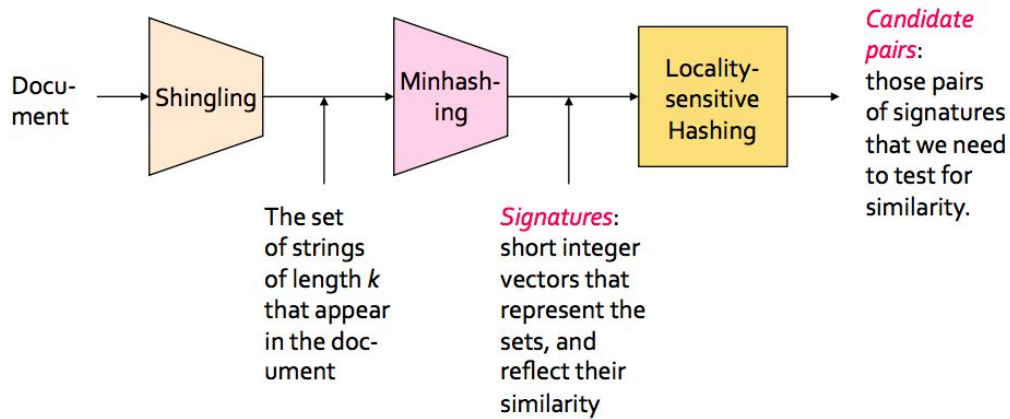 Docu-
ment
Shingling
The set
of strings
of length k
that appear
in the doc-
ument
Minhash-
ing
Signatures:
short integer
vectors that
represent the
sets, and
reflect their
similarity
Locality-
sensitive
Hashing
Candidate
pairs:
those pairs
of signatures
that we need
to test for
similarity.